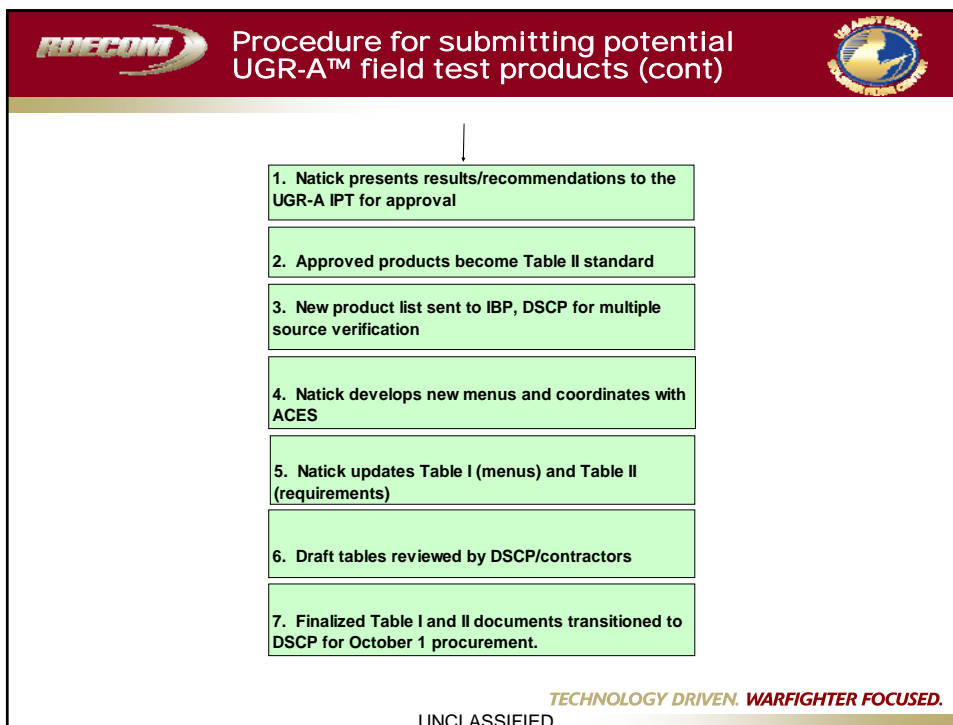 RDECOM
Procedure for submitting potential
UGR-A™ field test products (cont)
1. Natick presents results/recommendations to the
UGR-A IPT for approval
2. Approved products become Table II standard
3. New product list sent to IBP, DSCP for multiple
source verification
4. Natick develops new menus and coordinates with
ACES
5. Natick updates Table I (menus) and Table II
(requirements)
6. Draft tables reviewed by DSCP/contractors
7. Finalized Table I and II documents transitioned to
DSCP for October 1 procurement.
TECHNOLOGY DRIVEN. WARFIGHTER FOCUSED.
UNCLASSIFIED